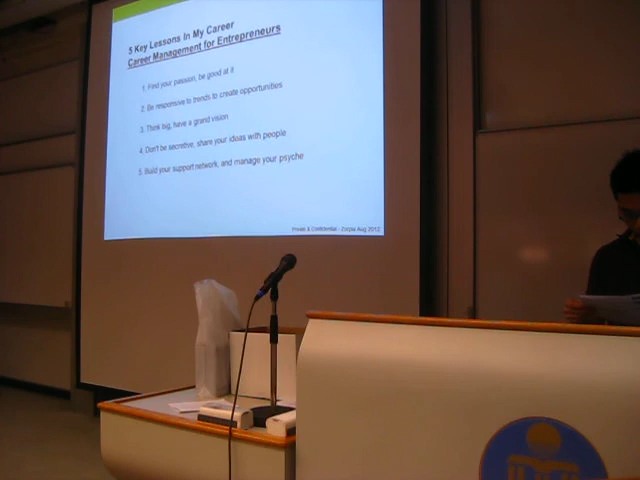 5 Key Lessons In My Career
Career Management for Entrepreneurs
1. Find your passion, be good at it
2. Be responsive to trends to create opportunities
3. Think big, have a grand vision
4. Don't be secretive, share your ideas with people
5. Build your support network, and manage your psyche
Private & Confidential - Zorpia Aug 2012